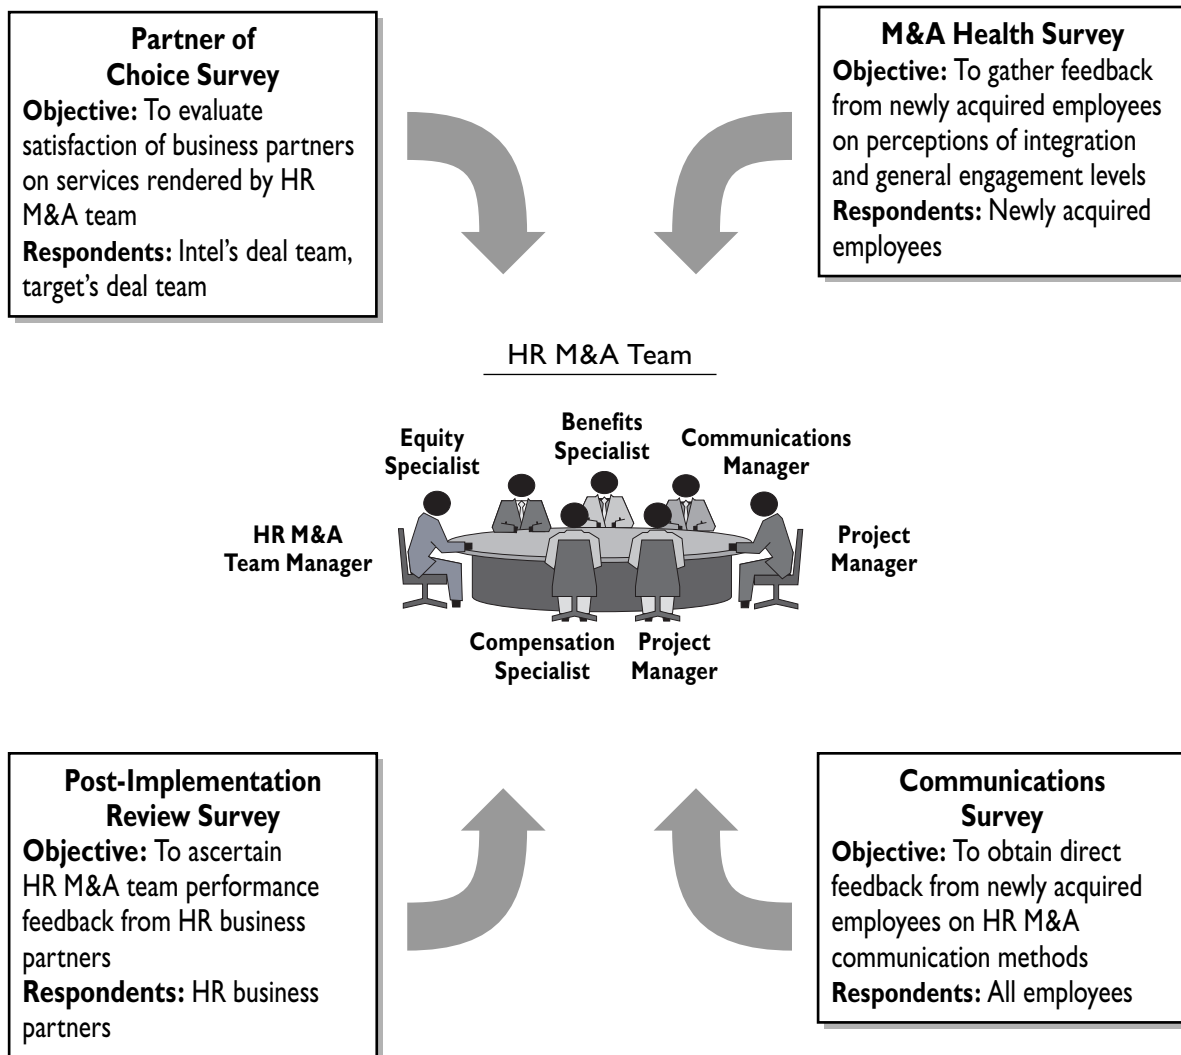 Partner of
Choice Survey
Objective: To evaluate
satisfaction of business partners
on services rendered by HR
M&A team
Respondents: Intel's deal team,
target's deal team
M&A Health Survey
Objective: To gather feedback
from newly acquired employees
on perceptions of integration
and general engagement levels
Respondents: Newly acquired
employees
HR M&A Team
Equity
Specialist
Benefits
Specialist
Communications
Manager
HR M&A
Team Manager
Project
Manager
Compensation
Specialist
Project
Manager
Post-Implementation
Review Survey
Objective: To ascertain
HR M&A team performance
feedback from HR business
partners
Respondents: HR business
partners
Communications
Survey
Objective: To obtain direct
feedback from newly acquired
employees on HR M&A
communication methods
Respondents: All employees